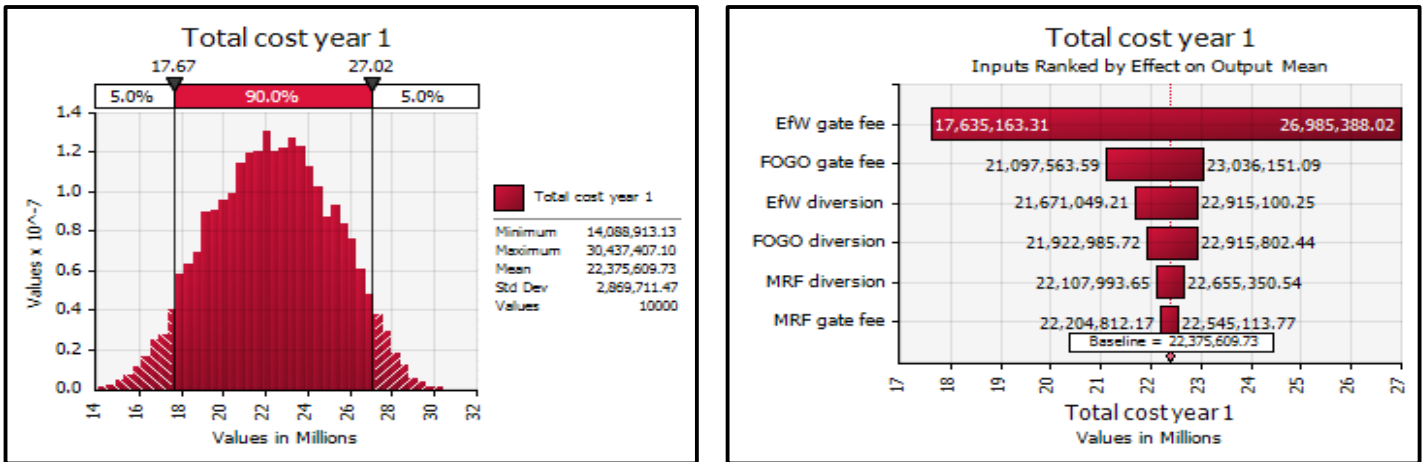 Total cost year 1
17.67 27.02
5.0% 90.0% 5.0%
1.4
1.2
1.0
0.8
0.6
0.4
0.2
0.0
Values x 10^-7
14 16 18 20 22 24 26 28 30 32
Values in Millions
Total cost year 1
Minimum 14,088,913.13
Maximum 30,437,407.10
Mean 22,375,609.73
Std Dev 2,869,711.47
Values 10000
Total cost year 1
Inputs Ranked by Effect on Output Mean
EfW gate fee 17,635,163.31 26,985,388.02
FOGO gate fee 21,097,563.59 23,036,151.09
EfW diversion 21,671,049.21 22,915,100.25
FOGO diversion 21,922,985.72 22,915,802.44
MRF diversion 22,107,993.65 22,655,350.54
MRF gate fee 22,204,812.17 22,545,113.77
Baseline = 22,375,609.73
17 18 19 20 21 22 23 24 25 26 27
Total cost year 1
Values in Millions